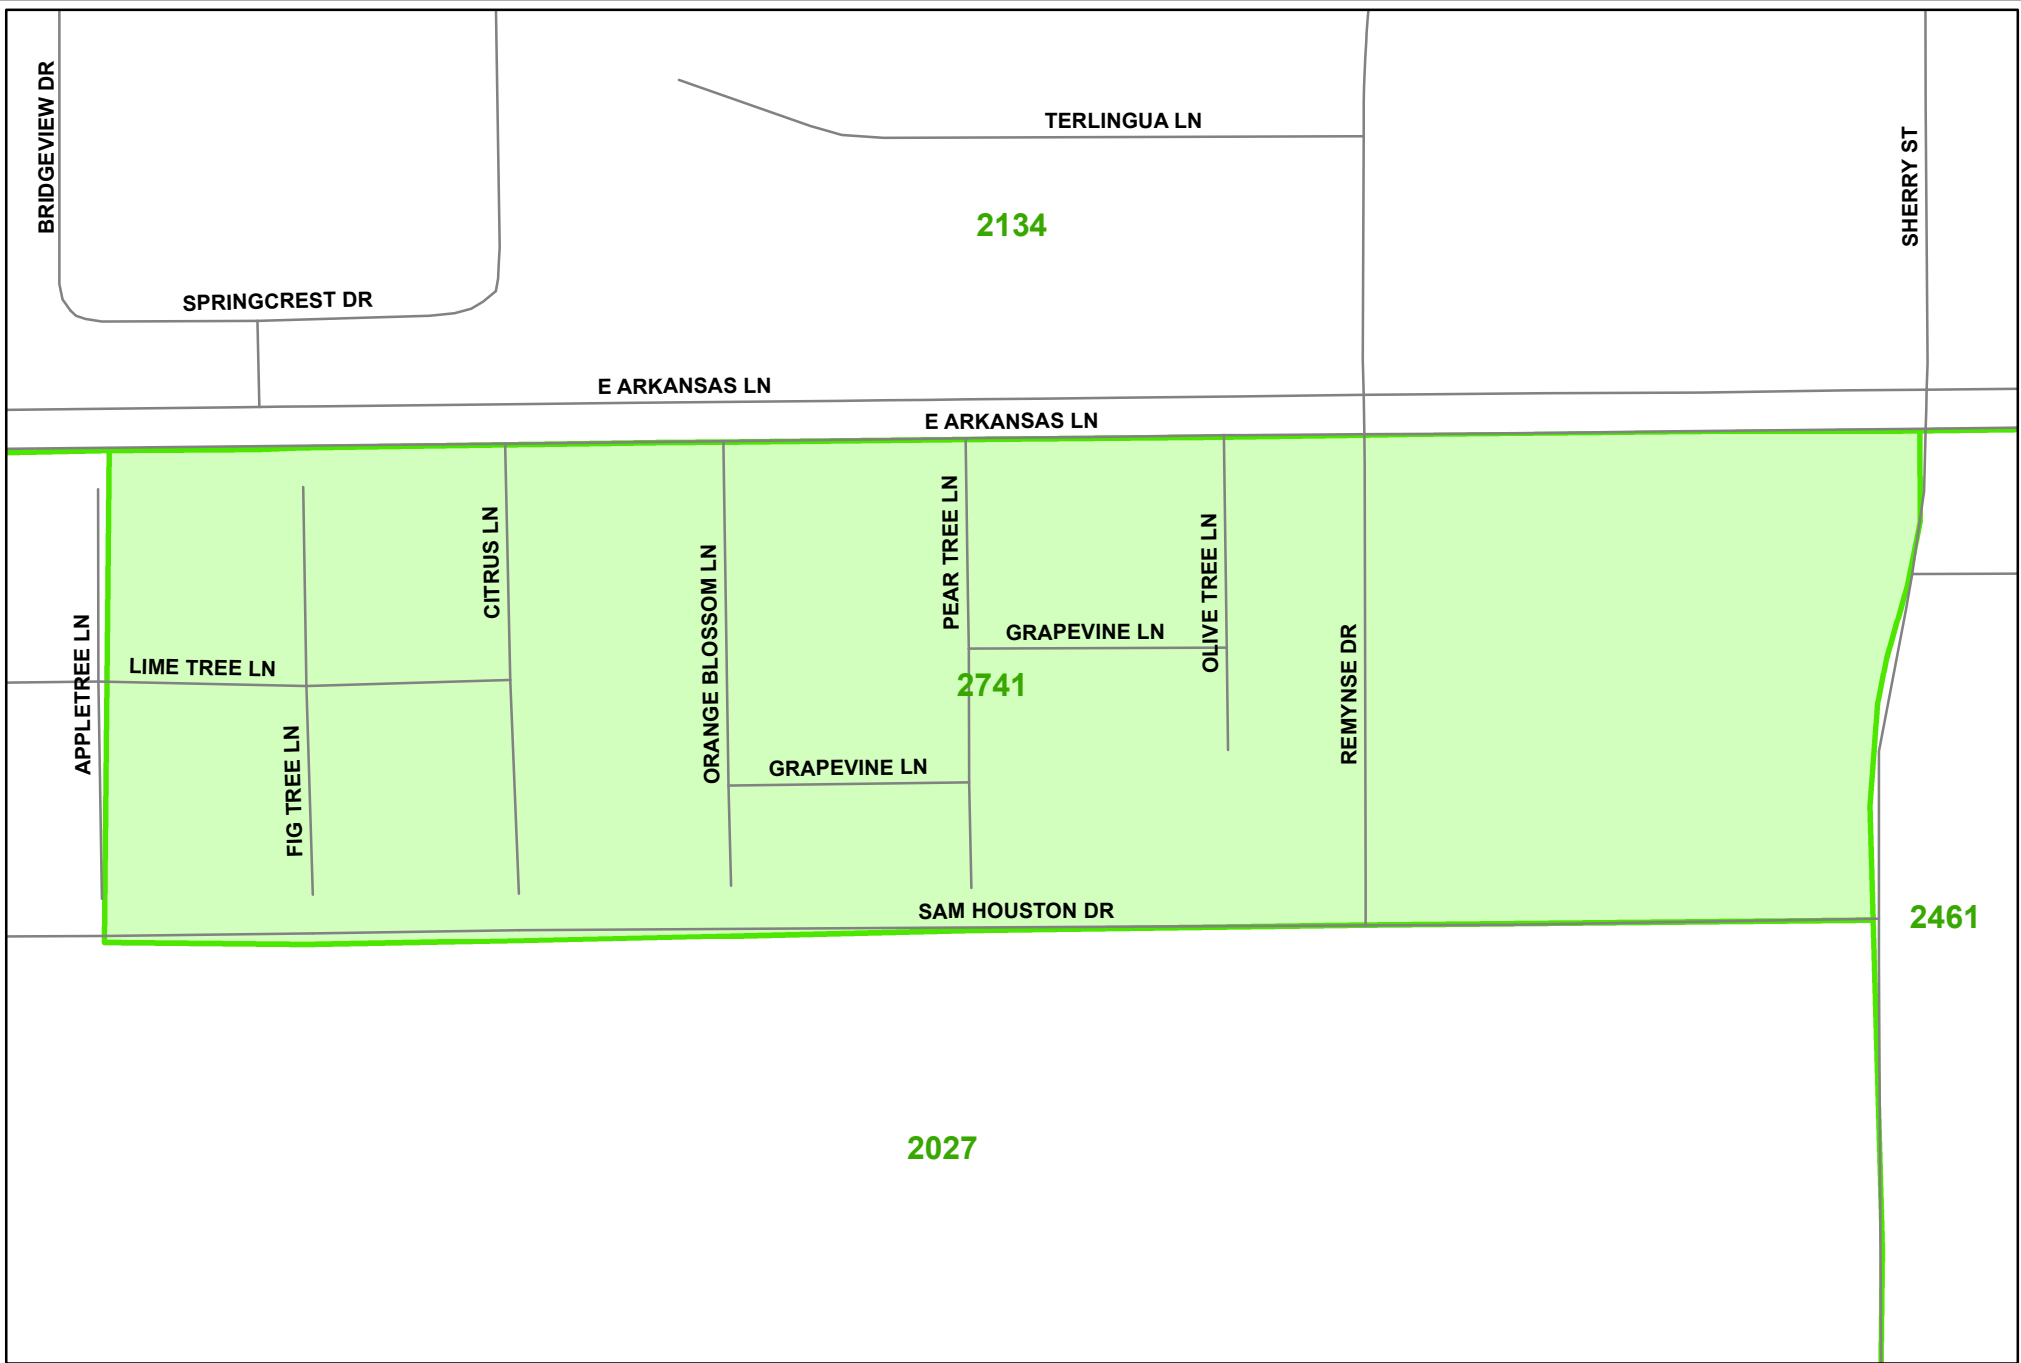 BRIDGEVIEW DR
TERLINGUA LN
SHERRY ST
2134
SPRINGCREST DR
E ARKANSAS LN
E ARKANSAS LN
CITRUS LN
PEAR TREE LN
OLIVE TREE LN
ORANGE BLOSSOM LN
GRAPEVINE LN
REMYNSE DR
APPLETREE LN
LIME TREE LN
2741
FIG TREE LN
GRAPEVINE LN
SAM HOUSTON DR
2461
2027